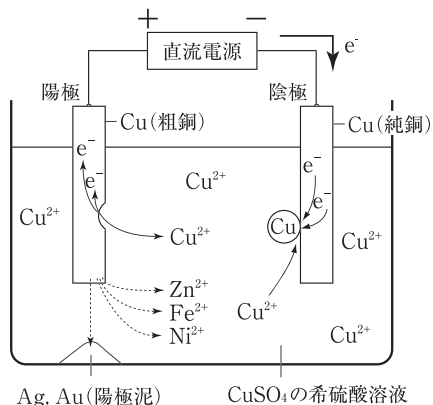 + −
直流電源
e⁻
陽極
陰極
Cu（粗銅）
Cu（純銅）
e⁻
e⁻
e⁻
e⁻
Cu²⁺
Cu²⁺
Cu²⁺
Cu
Cu²⁺
Zn²⁺
Fe²⁺
Ni²⁺
Cu²⁺
Cu²⁺
Ag, Au（陽極泥）
CuSO₄の希硫酸溶液